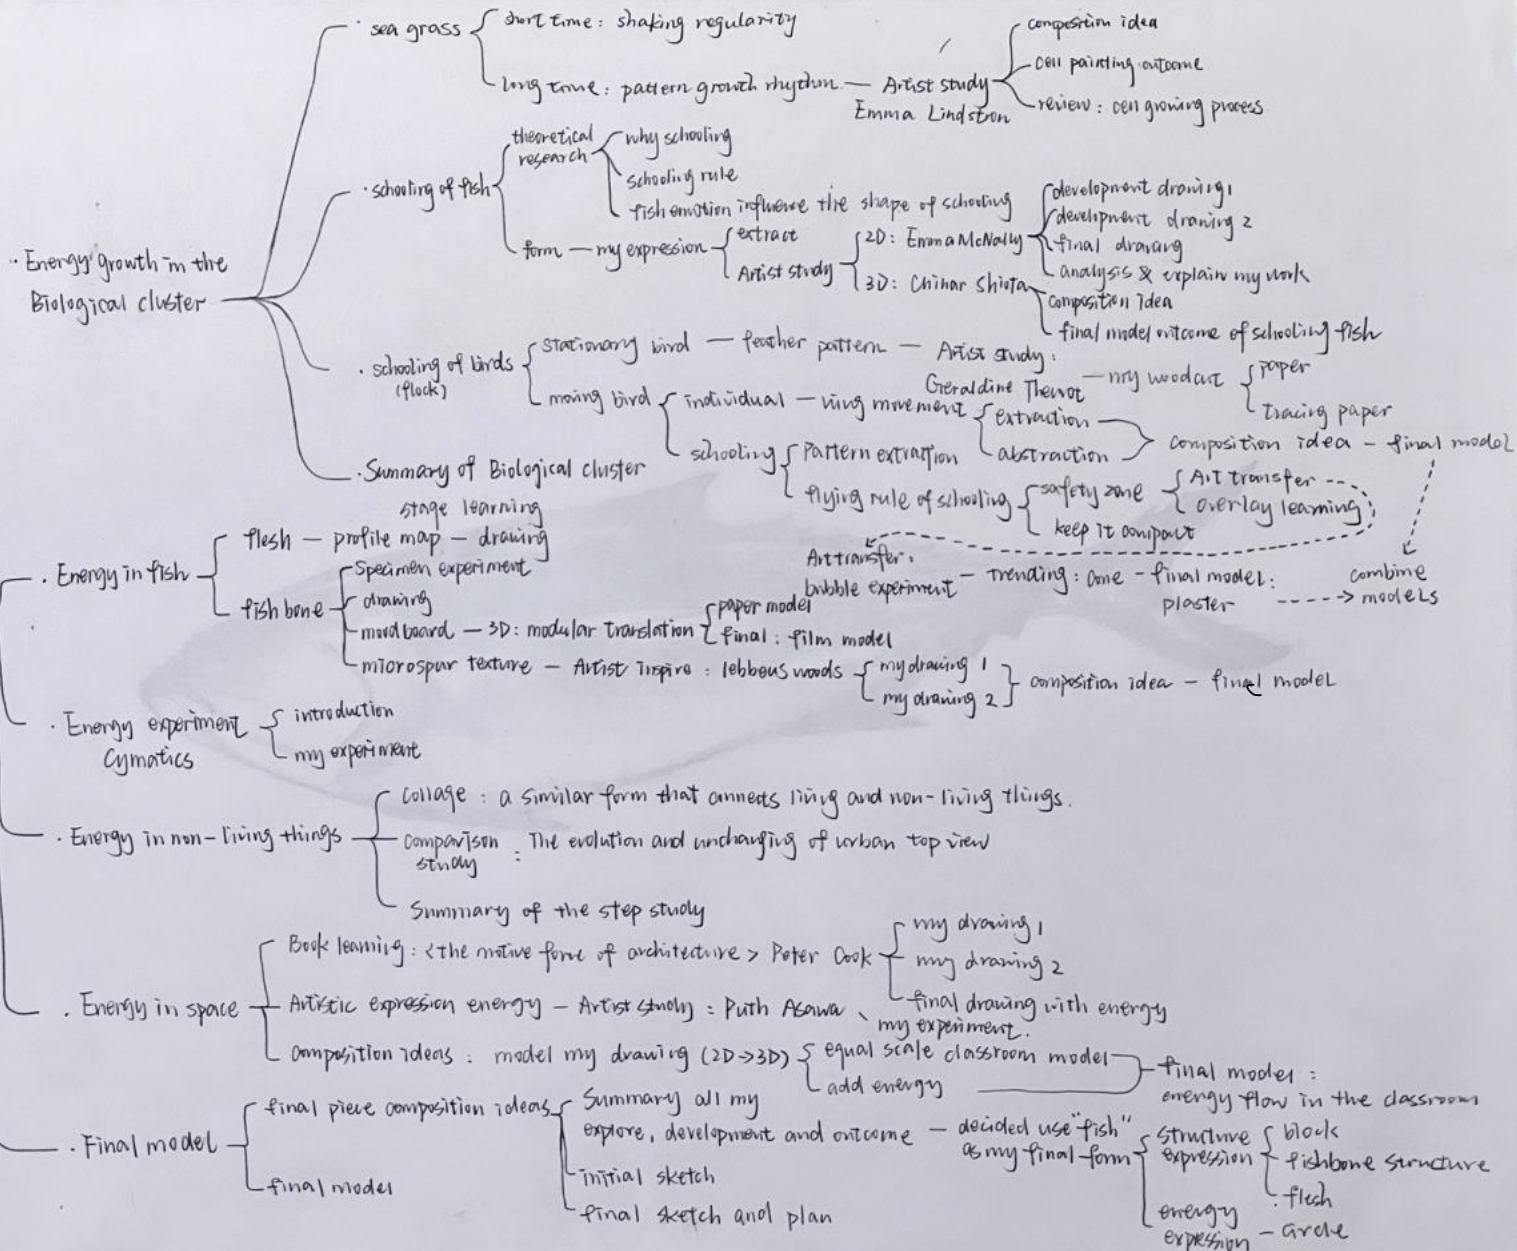 · sea grass
short time: shaking regularity
long time: pattern growth rhythm — Artist study
Emma Lindstron
composition idea
cell painting outcome
review: cell growing process
· schooling of fish
theoretical
research
why schooling
schooling rule
fish emotion influence the shape of schooling
form — my expression
extract
Artist study
2D: Emma McNally
development drawing 1
development drawing 2
final drawing
analysis & explain my work
3D: Chihar Shiota
composition idea
final model outcome of schooling fish
·· Energy growth in the
Biological cluster
· schooling of birds
(flock)
stationary bird — feather pattern — Artist study:
Geraldine Thenot — my woodcut
paper
tracing paper
moving bird
individual — wing movement
extraction
abstraction
composition idea — final model
schooling
pattern extraction
flying rule of schooling
safety zone
Art transfer
overlay learning
keep it compact
· Summary of Biological cluster
stage learning
Art transfer:
bubble experiment — trending: cone — final model:
plaster
combine
models
· Energy in fish
flesh — profile map — drawing
fish bone
specimen experiment
drawing
mood board — 3D: modular translation
paper model
final: film model
microspur texture — Artist inspire: lebbeus woods
my drawing 1
my drawing 2
composition idea — final model
· Energy experiment
Cymatics
introduction
my experiment
· Energy in non-living things
collage: a similar form that connects living and non-living things.
comparison
study : The evolution and unchanging of urban top view
Summary of the step study
· Energy in space
Book learning: <the motive force of architecture> Peter Cook
my drawing 1
my drawing 2
final drawing with energy
Artistic expression energy — Artist study: Puth Asawa、
my experiment.
composition ideas: model my drawing (2D→3D)
equal scale classroom model
add energy
final model:
energy flow in the classroom
· Final model
final piece composition ideas
Summary all my
explore, development and outcome — decided use "fish"
as my final form
structure
expression
block
fishbone structure
flesh
energy
expression — circle
initial sketch
final sketch and plan
final model